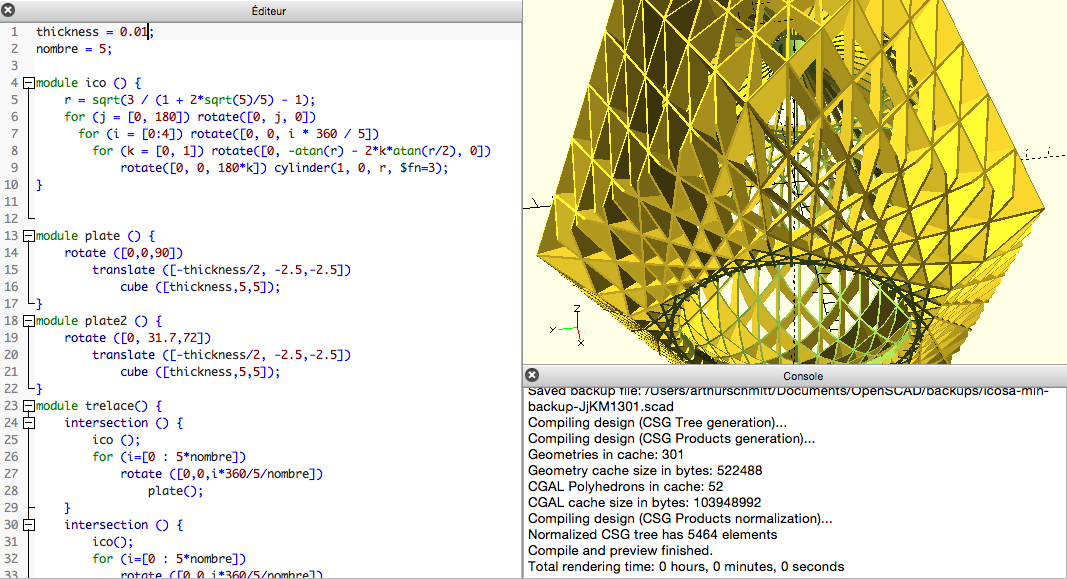 Éditeur
1 thickness = 0.01;
2 nombre = 5;
3
4 module ico () {
5 r = sqrt(3 / (1 + 2*sqrt(5)/5) - 1);
6 for (j = [0, 180]) rotate([0, j, 0])
7 for (i = [0:4]) rotate([0, 0, i * 360 / 5])
8 for (k = [0, 1]) rotate([0, -atan(r) - 2*k*atan(r/2), 0])
9 rotate([0, 0, 180*k]) cylinder(1, 0, r, $fn=3);
10 }
11
12
13 module plate () {
14 rotate ([0,0,90])
15 translate ([-thickness/2, -2.5,-2.5])
16 cube ([thickness,5,5]);
17 }
18 module plate2 () {
19 rotate ([0, 31.7,72])
20 translate ([-thickness/2, -2.5,-2.5])
21 cube ([thickness,5,5]);
22 }
23 module trelace() {
24 intersection () {
25 ico ();
26 for (i=[0 : 5*nombre])
27 rotate ([0,0,i*360/5/nombre])
28 plate();
29 }
30 intersection () {
31 ico();
32 for (i=[0 : 5*nombre])
33 rotate ([0,0,i*360/5/nombre])
Z
Y
X
Console
Saved backup file: /Users/arthurschmitt/Documents/OpenSCAD/backups/icosa-min-
backup-JjKM1301.scad
Compiling design (CSG Tree generation)...
Compiling design (CSG Products generation)...
Geometries in cache: 301
Geometry cache size in bytes: 522488
CGAL Polyhedrons in cache: 52
CGAL cache size in bytes: 103948992
Compiling design (CSG Products normalization)...
Normalized CSG tree has 5464 elements
Compile and preview finished.
Total rendering time: 0 hours, 0 minutes, 0 seconds